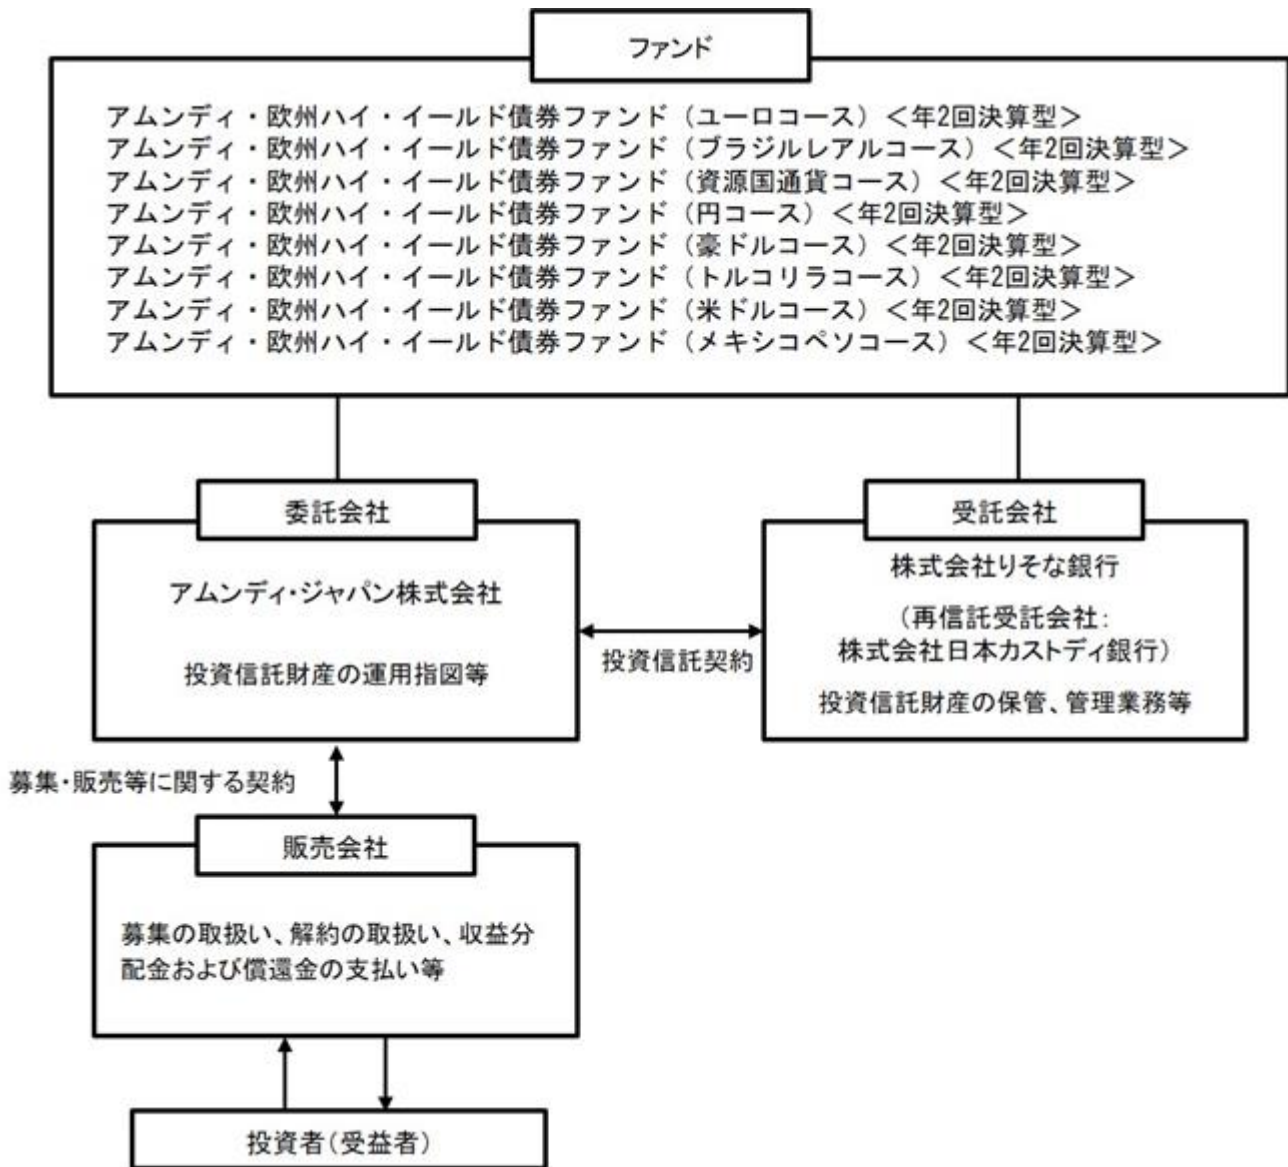 ファンド
アムンディ・欧州ハイ・イールド債券ファンド（ユーロコース）＜年2回決算型＞
アムンディ・欧州ハイ・イールド債券ファンド（ブラジルレアルコース）＜年2回決算型＞
アムンディ・欧州ハイ・イールド債券ファンド（資源国通貨コース）＜年2回決算型＞
アムンディ・欧州ハイ・イールド債券ファンド（円コース）＜年2回決算型＞
アムンディ・欧州ハイ・イールド債券ファンド（豪ドルコース）＜年2回決算型＞
アムンディ・欧州ハイ・イールド債券ファンド（トルコリラコース）＜年2回決算型＞
アムンディ・欧州ハイ・イールド債券ファンド（米ドルコース）＜年2回決算型＞
アムンディ・欧州ハイ・イールド債券ファンド（メキシコペソコース）＜年2回決算型＞
委託会社
アムンディ・ジャパン株式会社
投資信託財産の運用指図等
投資信託契約
受託会社
株式会社りそな銀行
（再信託受託会社：
株式会社日本カストディ銀行）
投資信託財産の保管、管理業務等
募集・販売等に関する契約
販売会社
募集の取扱い、解約の取扱い、収益分
配金および償還金の支払い等
投資者（受益者）